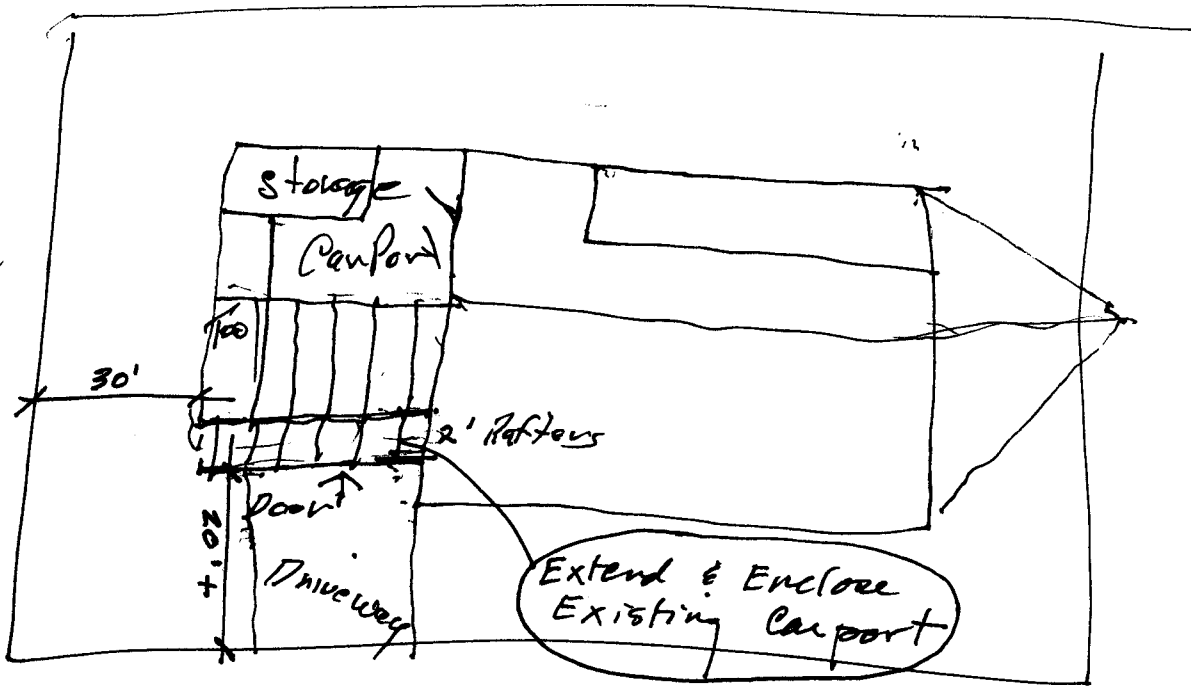 Storage
CarPort
30'
2' Rafters
Door
20'+
Driveway
Extend & Enclose
Existing Carport